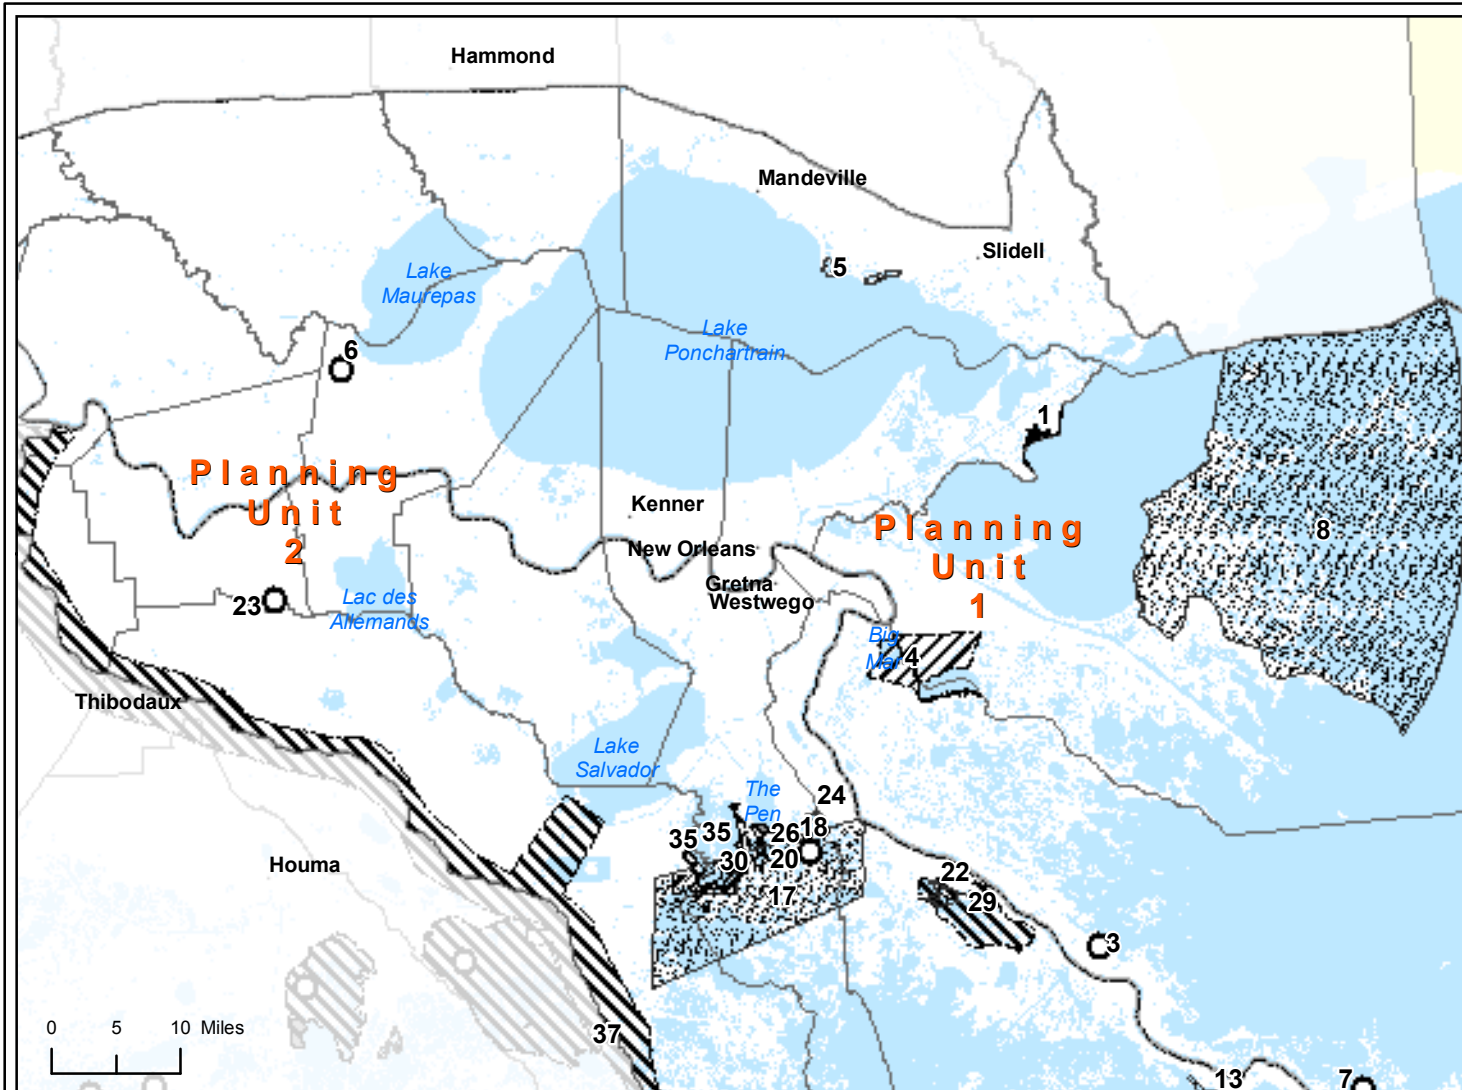 Hammond
Mandeville
Slidell
5
Lake
Maurepas
Lake
Ponchartrain
6
1
Planning
Unit
2
Kenner
Planning
Unit
1
8
New Orleans
Gretna
Westwego
23
Lac des
Allemands
Big
Mar
4
Thibodaux
Lake
Salvador
The
Pen
24
35
35
26
18
30
20
17
22
29
Houma
3
0 5 10 Miles
37
13
7